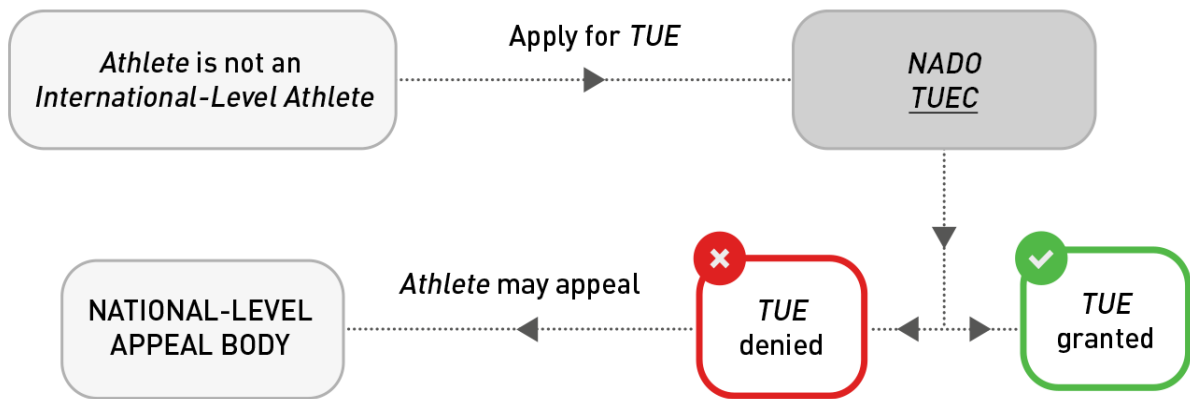 Athlete is not an
International-Level Athlete
Apply for TUE
NADO
TUEC
NATIONAL-LEVEL
APPEAL BODY
Athlete may appeal
TUE
denied
TUE
granted